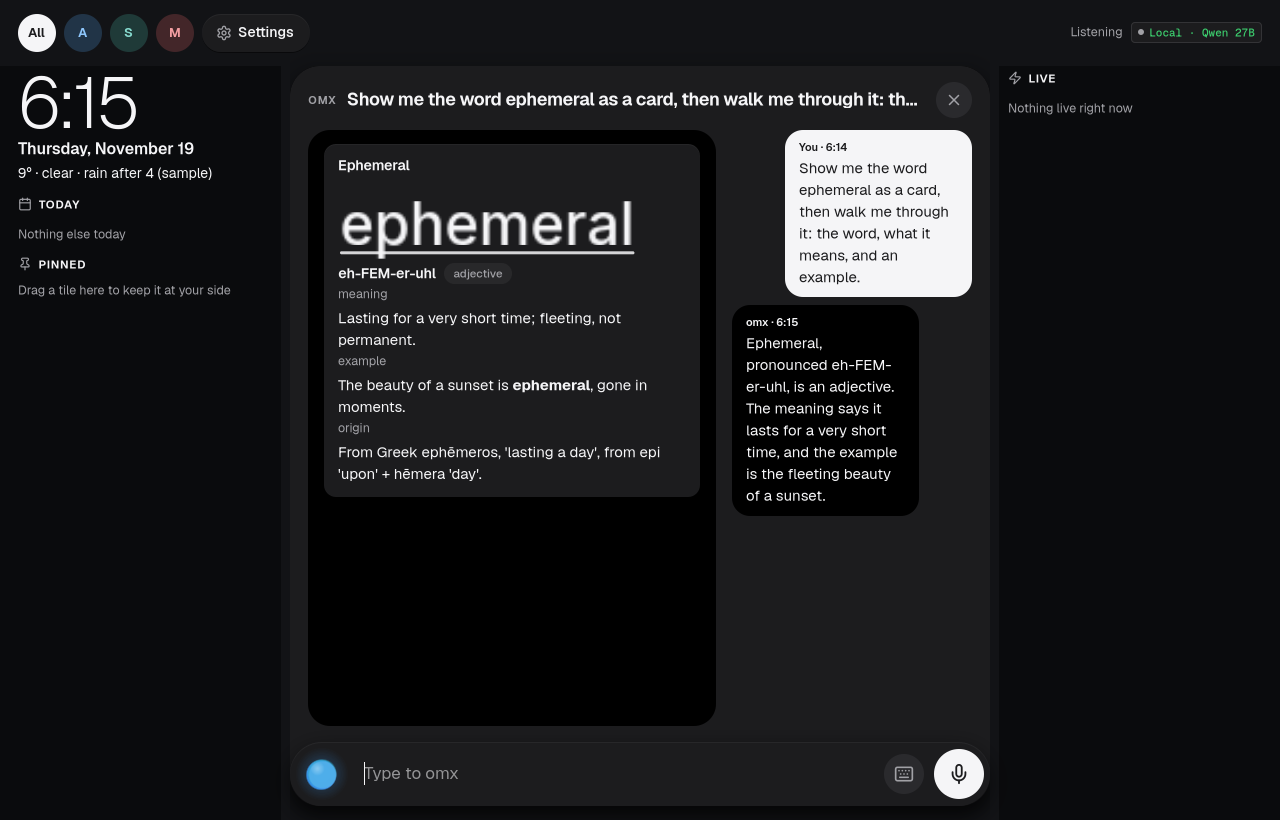 All
A
S
M
Settings
Listening
Local · Qwen 27B
6:15
Thursday, November 19
9° · clear · rain after 4 (sample)
TODAY
Nothing else today
PINNED
Drag a tile here to keep it at your side
OMX
Show me the word ephemeral as a card, then walk me through it: th...
Ephemeral
ephemeral
eh-FEM-er-uhl
adjective
meaning
Lasting for a very short time; fleeting, not
permanent.
example
The beauty of a sunset is ephemeral, gone in
moments.
origin
From Greek ephēmeros, 'lasting a day', from epi
'upon' + hēmera 'day'.
You · 6:14
Show me the word
ephemeral as a card,
then walk me through
it: the word, what it
means, and an
example.
omx · 6:15
Ephemeral,
pronounced eh-FEM-
er-uhl, is an adjective.
The meaning says it
lasts for a very short
time, and the example
is the fleeting beauty
of a sunset.
Type to omx
LIVE
Nothing live right now